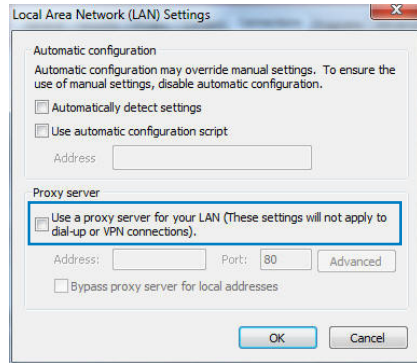 Local Area Network (LAN) Settings
Automatic configuration
Automatic configuration may override manual settings. To ensure the
use of manual settings, disable automatic configuration.
Automatically detect settings
Use automatic configuration script
Address
Proxy server
Use a proxy server for your LAN (These settings will not apply to
dial-up or VPN connections).
Address:
Port: 80 Advanced
Bypass proxy server for local addresses
OK Cancel